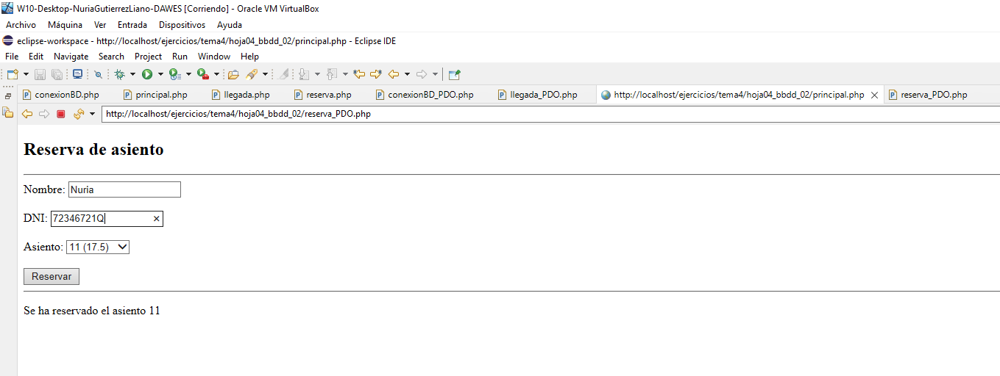 W10-Desktop-NuriaGutierrezLiano-DAWES [Corriendo] - Oracle VM VirtualBox
Archivo Máquina Ver Entrada Dispositivos Ayuda
eclipse-workspace - http://localhost/ejercicios/tema4/hoja04_bbdd_02/principal.php - Eclipse IDE
File Edit Navigate Search Project Run Window Help
conexionBD.php principal.php llegada.php reserva.php conexionBD_PDO.php llegada_PDO.php http://localhost/ejercicios/tema4/hoja04_bbdd_02/principal.php reserva_PDO.php
http://localhost/ejercicios/tema4/hoja04_bbdd_02/reserva_PDO.php
Reserva de asiento
Nombre: Nuria
DNI: 72346721Q
Asiento: 11 (17.5)
Reservar
Se ha reservado el asiento 11